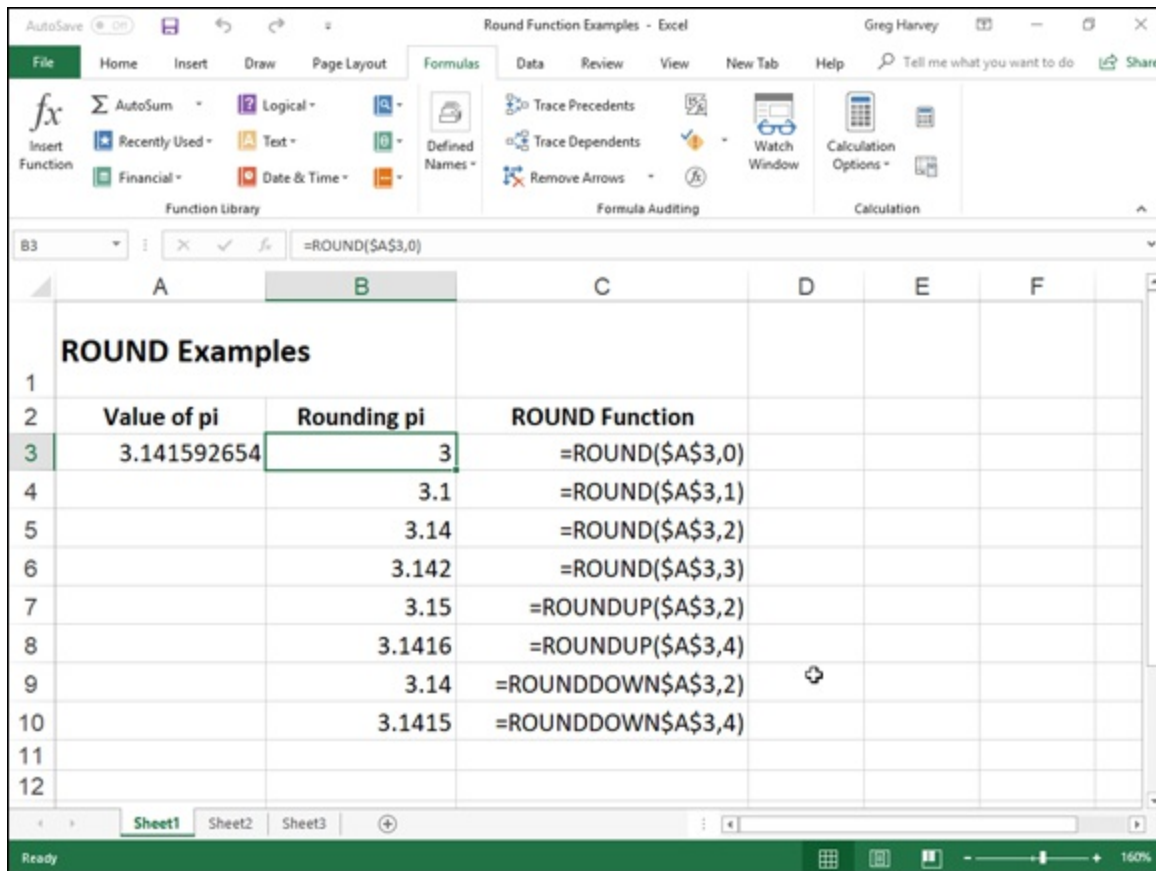 AutoSave Off Round Function Examples - Excel Greg Harvey
File Home Insert Draw Page Layout Formulas Data Review View New Tab Help Tell me what you want to do Share
fx Σ AutoSum Logical Trace Precedents
Insert Function Recently Used Text Defined Names Trace Dependents Watch Window Calculation Options
Financial Date & Time Remove Arrows
Function Library Formula Auditing Calculation
B3 fx =ROUND($A$3,0)
A B C D E F
1 ROUND Examples
2 Value of pi Rounding pi ROUND Function
3 3.141592654 3 =ROUND($A$3,0)
4 3.1 =ROUND($A$3,1)
5 3.14 =ROUND($A$3,2)
6 3.142 =ROUND($A$3,3)
7 3.15 =ROUNDUP($A$3,2)
8 3.1416 =ROUNDUP($A$3,4)
9 3.14 =ROUNDDOWN$A$3,2)
10 3.1415 =ROUNDDOWN$A$3,4)
11
12
Sheet1 Sheet2 Sheet3
Ready 160%